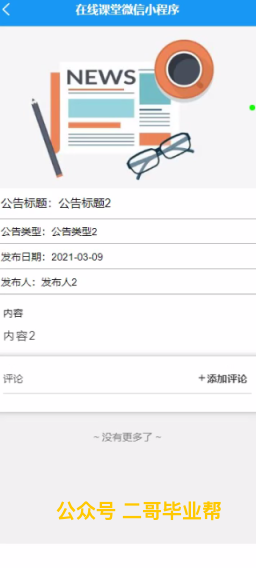 在线课堂微信小程序
NEWS
公告标题：公告标题2
公告类型：公告类型2
发布日期：2021-03-09
发布人：发布人2
内容
内容2
评论 +添加评论
~ 没有更多了 ~
公众号 二哥毕业帮